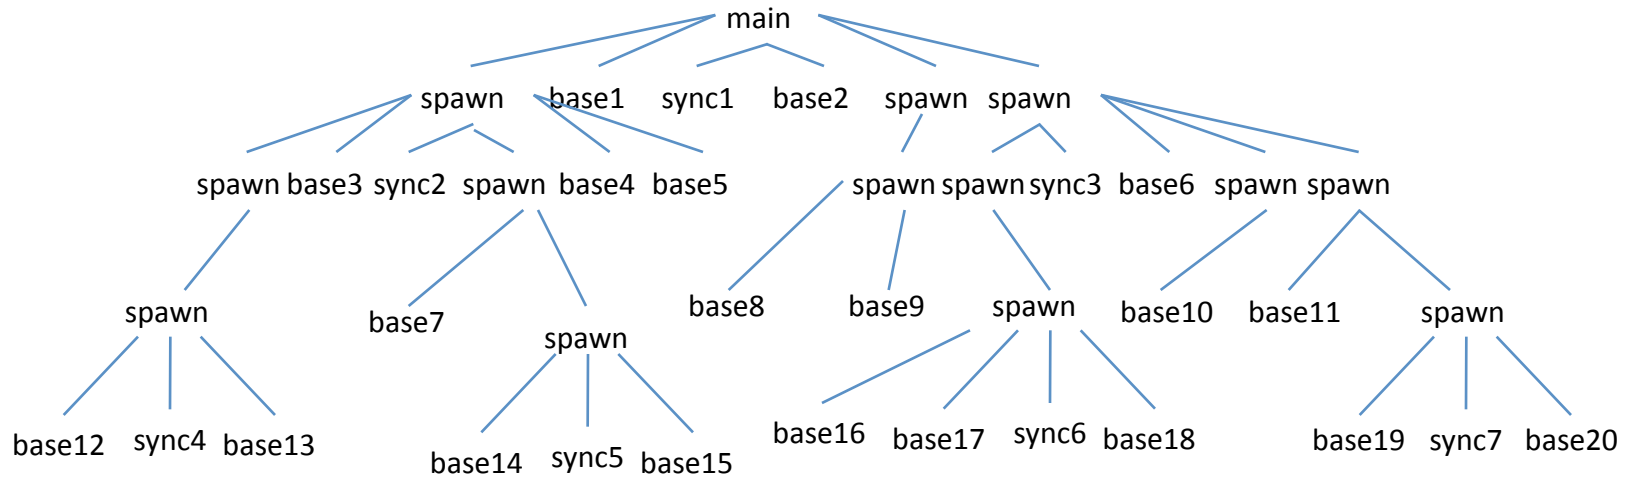 main
spawn base1 sync1 base2 spawn spawn
spawn base3 sync2 spawn base4 base5 spawn spawn sync3 base6 spawn spawn
spawn base7 spawn base8 base9 spawn base10 base11 spawn
base12 sync4 base13 base14 sync5 base15 base16 base17 sync6 base18 base19 sync7 base20